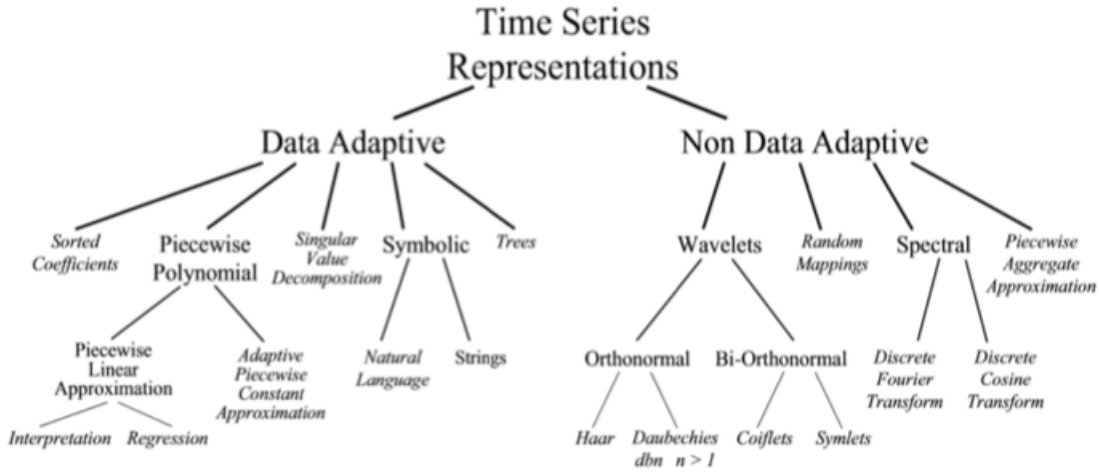 Time Series
Representations
Data Adaptive
Non Data Adaptive
Sorted
Coefficients
Piecewise
Polynomial
Singular
Value
Decomposition
Symbolic
Trees
Wavelets
Random
Mappings
Spectral
Piecewise
Aggregate
Approximation
Piecewise
Linear
Approximation
Adaptive
Piecewise
Constant
Approximation
Natural
Language
Strings
Orthonormal
Bi-Orthonormal
Discrete
Fourier
Transform
Discrete
Cosine
Transform
Interpretation
Regression
Haar
Daubechies
dbn n > 1
Coiflets
Symlets